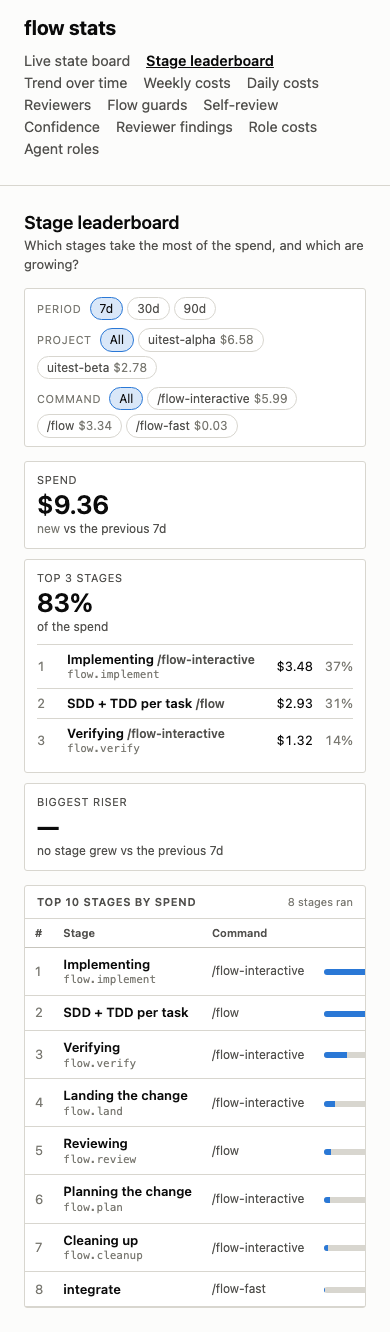 flow stats
Live state board Stage leaderboard
Trend over time Weekly costs Daily costs
Reviewers Flow guards Self-review
Confidence Reviewer findings Role costs
Agent roles
Stage leaderboard
Which stages take the most of the spend, and which are
growing?
PERIOD 7d 30d 90d
PROJECT All uitest-alpha $6.58
uitest-beta $2.78
COMMAND All /flow-interactive $5.99
/flow $3.34 /flow-fast $0.03
SPEND
$9.36
new vs the previous 7d
TOP 3 STAGES
83%
of the spend
1 Implementing /flow-interactive $3.48 37%
flow.implement
2 SDD + TDD per task /flow $2.93 31%
3 Verifying /flow-interactive $1.32 14%
flow.verify
BIGGEST RISER
—
no stage grew vs the previous 7d
TOP 10 STAGES BY SPEND 8 stages ran
# Stage Command
1 Implementing /flow-interactive
flow.implement
2 SDD + TDD per task /flow
3 Verifying /flow-interactive
flow.verify
4 Landing the change /flow-interactive
flow.land
5 Reviewing /flow
flow.review
6 Planning the change /flow-interactive
flow.plan
7 Cleaning up /flow-interactive
flow.cleanup
8 integrate /flow-fast